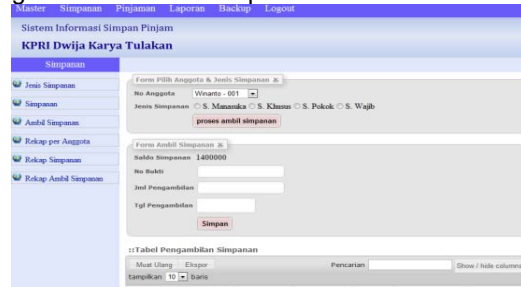 Master Simpanan Pinjaman Laporan Backup Logout
Sistem Informasi Simpan Pinjam
KPRI Dwija Karya Tulakan
Simpanan
Jenis Simpanan
Simpanan
Ambil Simpanan
Rekap per Anggota
Rekap Simpanan
Rekap Ambil Simpanan
Form Pilih Anggota & Jenis Simpanan
No Anggota Winanto - 001
Jenis Simpanan S. Manasuka S. Khusus S. Pokok S. Wajib
proses ambil simpanan
Form Ambil Simpanan
Saldo Simpanan 1400000
No Bukti
Jml Pengambilan
Tgl Pengambilan
Simpan
::Tabel Pengambilan Simpanan
Muat Ulang Ekspor Pencarian Show / hide columns
tampilkan 10 baris